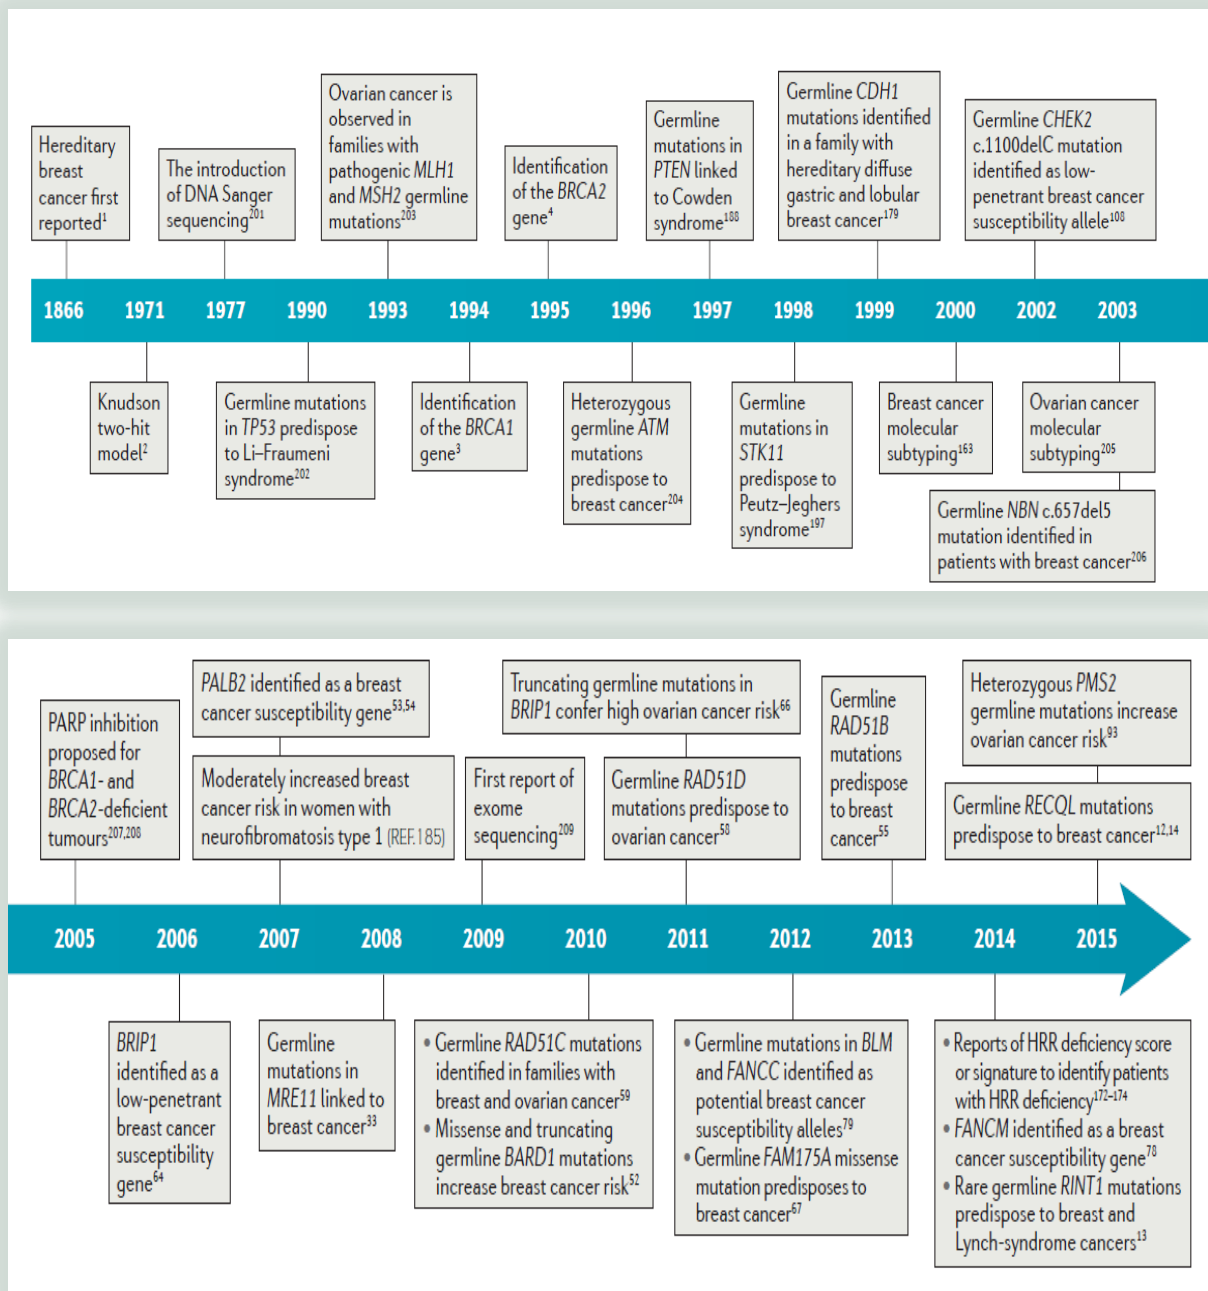 Hereditary
breast
cancer first
reported1
The introduction
of DNA Sanger
sequencing201
Ovarian cancer is
observed in
families with
pathogenic MLH1
and MSH2 germline
mutations203
Identification
of the BRCA2
gene4
Germline
mutations in
PTEN linked
to Cowden
syndrome188
Germline CDH1
mutations identified
in a family with
hereditary diffuse
gastric and lobular
breast cancer179
Germline CHEK2
c.1100delC mutation
identified as low-
penetrant breast cancer
susceptibility allele108
1866 1971 1977 1990 1993 1994 1995 1996 1997 1998 1999 2000 2002 2003
Knudson
two-hit
model2
Germline mutations
in TP53 predispose
to Li–Fraumeni
syndrome202
Identification
of the BRCA1
gene3
Heterozygous
germline ATM
mutations
predispose to
breast cancer204
Germline
mutations in
STK11
predispose to
Peutz–Jeghers
syndrome197
Breast cancer
molecular
subtyping163
Ovarian cancer
molecular
subtyping205
Germline NBN c.657del5
mutation identified in
patients with breast cancer206
PARP inhibition
proposed for
BRCA1- and
BRCA2-deficient
tumours207,208
PALB2 identified as a breast
cancer susceptibility gene53,54
Moderately increased breast
cancer risk in women with
neurofibromatosis type 1 (REF.185)
First report of
exome
sequencing209
Truncating germline mutations in
BRIP1 confer high ovarian cancer risk66
Germline RAD51D
mutations predispose to
ovarian cancer58
Germline
RAD51B
mutations
predispose
to breast
cancer55
Heterozygous PMS2
germline mutations increase
ovarian cancer risk93
Germline RECQL mutations
predispose to breast cancer12,14
2005 2006 2007 2008 2009 2010 2011 2012 2013 2014 2015
BRIP1
identified as a
low-penetrant
breast cancer
susceptibility
gene64
Germline
mutations in
MRE11 linked to
breast cancer33
• Germline RAD51C mutations
identified in families with
breast and ovarian cancer59
• Missense and truncating
germline BARD1 mutations
increase breast cancer risk52
• Germline mutations in BLM
and FANCC identified as
potential breast cancer
susceptibility alleles79
• Germline FAM175A missense
mutation predisposes to
breast cancer67
• Reports of HRR deficiency score
or signature to identify patients
with HRR deficiency172–174
• FANCM identified as a breast
cancer susceptibility gene78
• Rare germline RINT1 mutations
predispose to breast and
Lynch-syndrome cancers13